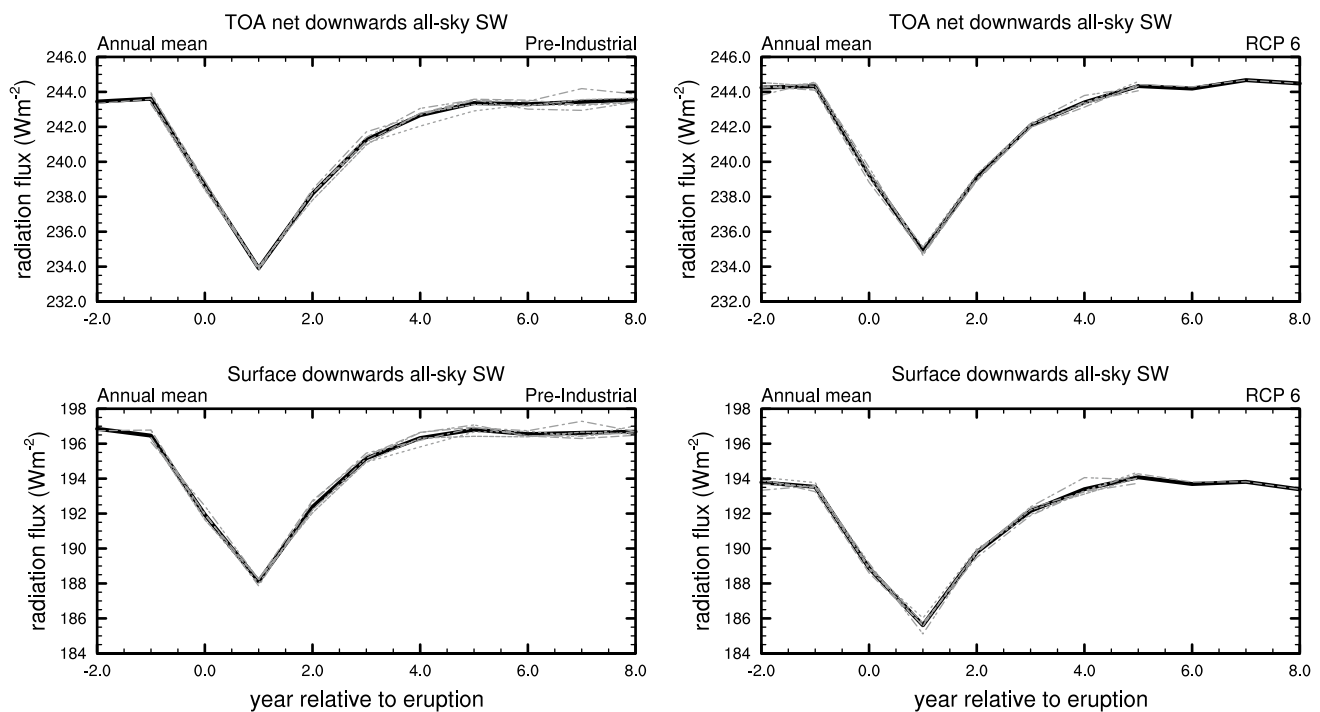 TOA net downwards all-sky SW
Annual mean Pre-Industrial
radiation flux (Wm-2)
246.0
244.0
242.0
240.0
238.0
236.0
234.0
232.0
-2.0 0.0 2.0 4.0 6.0 8.0
TOA net downwards all-sky SW
Annual mean RCP 6
radiation flux (Wm-2)
246.0
244.0
242.0
240.0
238.0
236.0
234.0
232.0
-2.0 0.0 2.0 4.0 6.0 8.0
Surface downwards all-sky SW
Annual mean Pre-Industrial
radiation flux (Wm-2)
198
196
194
192
190
188
186
184
-2.0 0.0 2.0 4.0 6.0 8.0
year relative to eruption
Surface downwards all-sky SW
Annual mean RCP 6
radiation flux (Wm-2)
198
196
194
192
190
188
186
184
-2.0 0.0 2.0 4.0 6.0 8.0
year relative to eruption